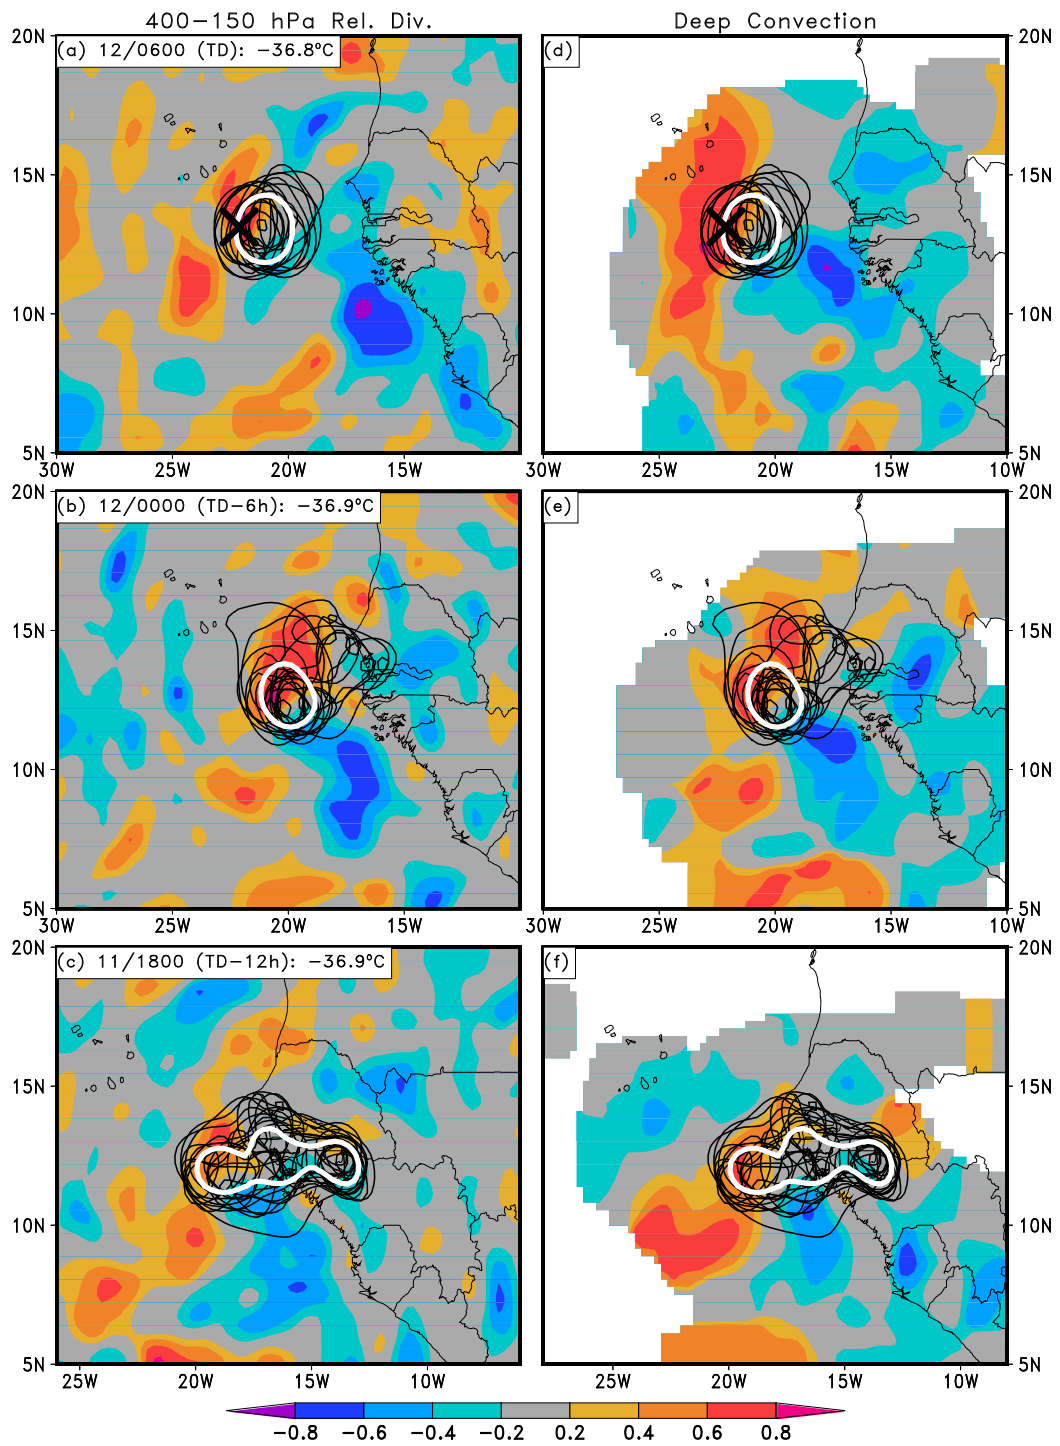 400−150 hPa Rel. Div.
Deep Convection
20N
(a) 12/0600 (TD): −36.8°C
(d)
20N
15N
15N
10N
10N
5N
5N
30W 25W 20W 15W
25W 20W 15W 10W
20N
(b) 12/0000 (TD−6h): −36.9°C
(e)
20N
15N
15N
10N
10N
5N
5N
30W 25W 20W 15W
25W 20W 15W 10W
20N
(c) 11/1800 (TD−12h): −36.9°C
(f)
20N
15N
15N
10N
10N
5N
5N
25W 20W 15W 10W
25W 20W 15W 10W
−0.8 −0.6 −0.4 −0.2 0.2 0.4 0.6 0.8